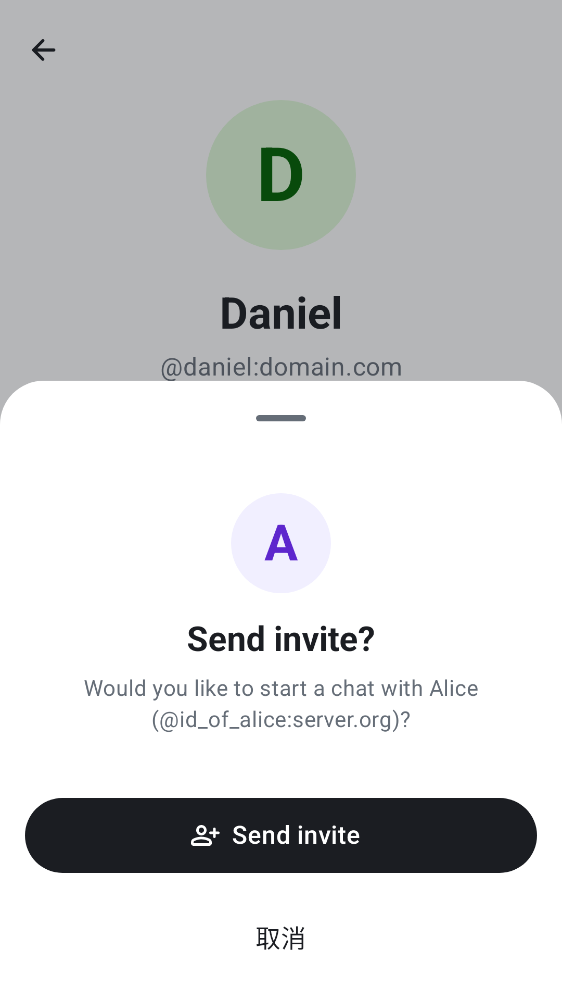 D
Daniel
@daniel:domain.com
A
Send invite?
Would you like to start a chat with Alice
(@id_of_alice:server.org)?
Send invite
取消